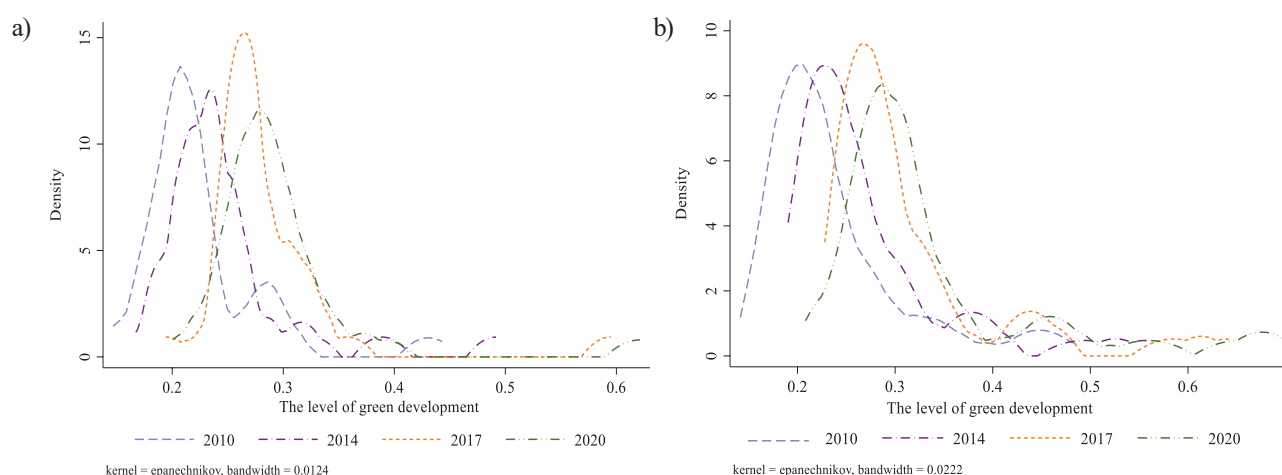 a)
15
10
5
0
Density
0.2 0.3 0.4 0.5 0.6
The level of green development
2010 2014 2017 2020
kernel = epanechnikov, bandwidth = 0.0124
b)
10
8
6
4
2
0
Density
0.2 0.3 0.4 0.5 0.6
The level of green development
2010 2014 2017 2020
kernel = epanechnikov, bandwidth = 0.0222